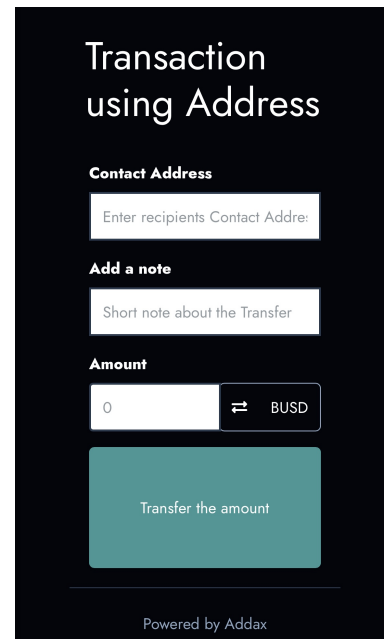 Transaction
using Address
Contact Address
Enter recipients Contact Addres
Add a note
Short note about the Transfer
Amount
0 BUSD
Transfer the amount
Powered by Addax